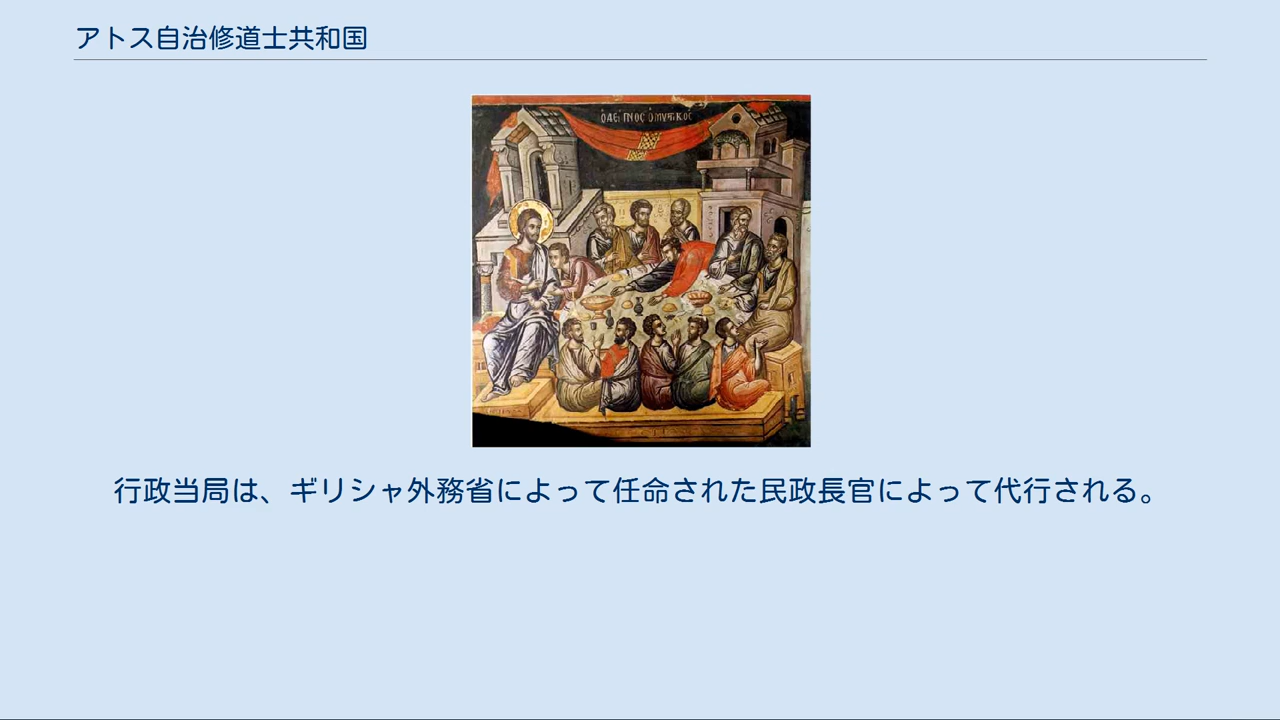 アトス自治修道士共和国
行政当局は、ギリシャ外務省によって任命された民政長官によって代行される。